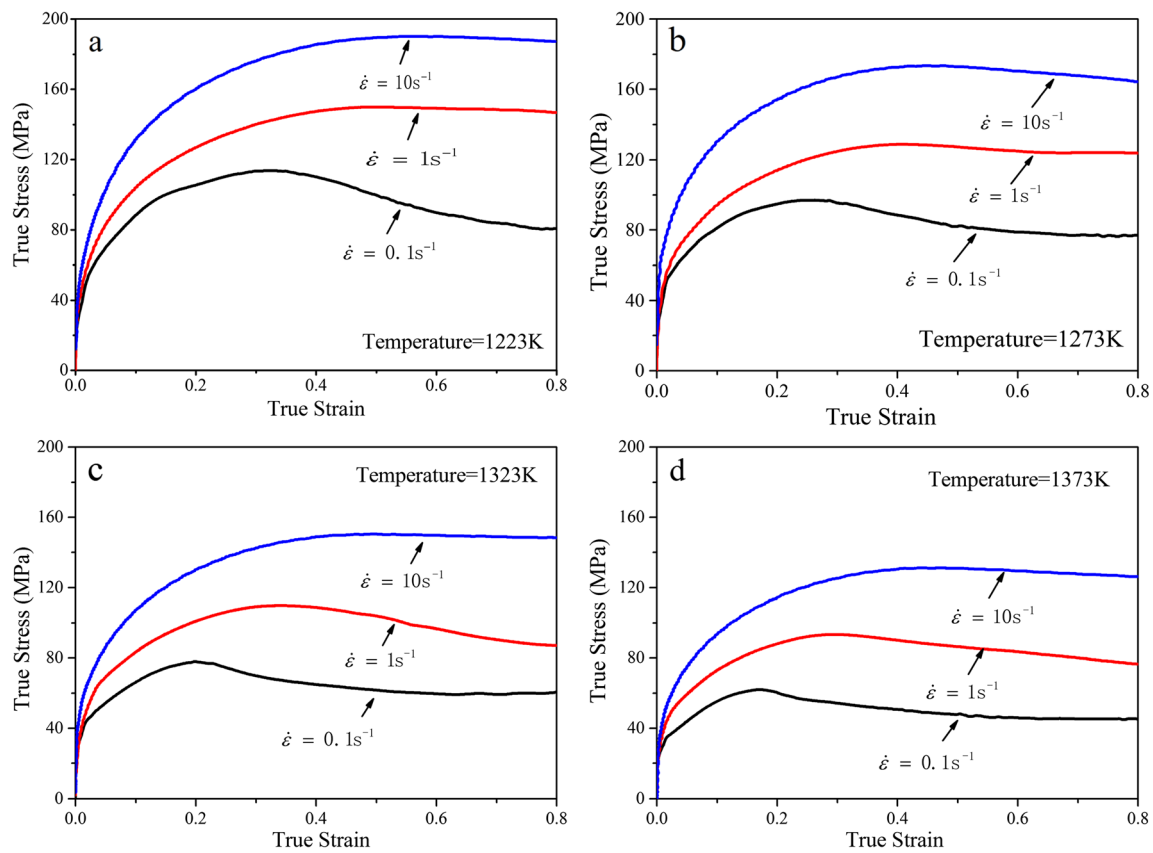 a
200
160
120
80
40
0
True Stress (MPa)
ε̇ = 10s⁻¹
ε̇ = 1s⁻¹
ε̇ = 0.1s⁻¹
Temperature=1223K
0.0 0.2 0.4 0.6 0.8
True Strain
b
200
160
120
80
40
0
True Stress (MPa)
ε̇ = 10s⁻¹
ε̇ = 1s⁻¹
ε̇ = 0.1s⁻¹
Temperature=1273K
0.0 0.2 0.4 0.6 0.8
True Strain
c
Temperature=1323K
200
160
120
80
40
0
True Stress (MPa)
ε̇ = 10s⁻¹
ε̇ = 1s⁻¹
ε̇ = 0.1s⁻¹
0.0 0.2 0.4 0.6 0.8
True Strain
d
Temperature=1373K
200
160
120
80
40
0
True Stress (MPa)
ε̇ = 10s⁻¹
ε̇ = 1s⁻¹
ε̇ = 0.1s⁻¹
0.0 0.2 0.4 0.6 0.8
True Strain